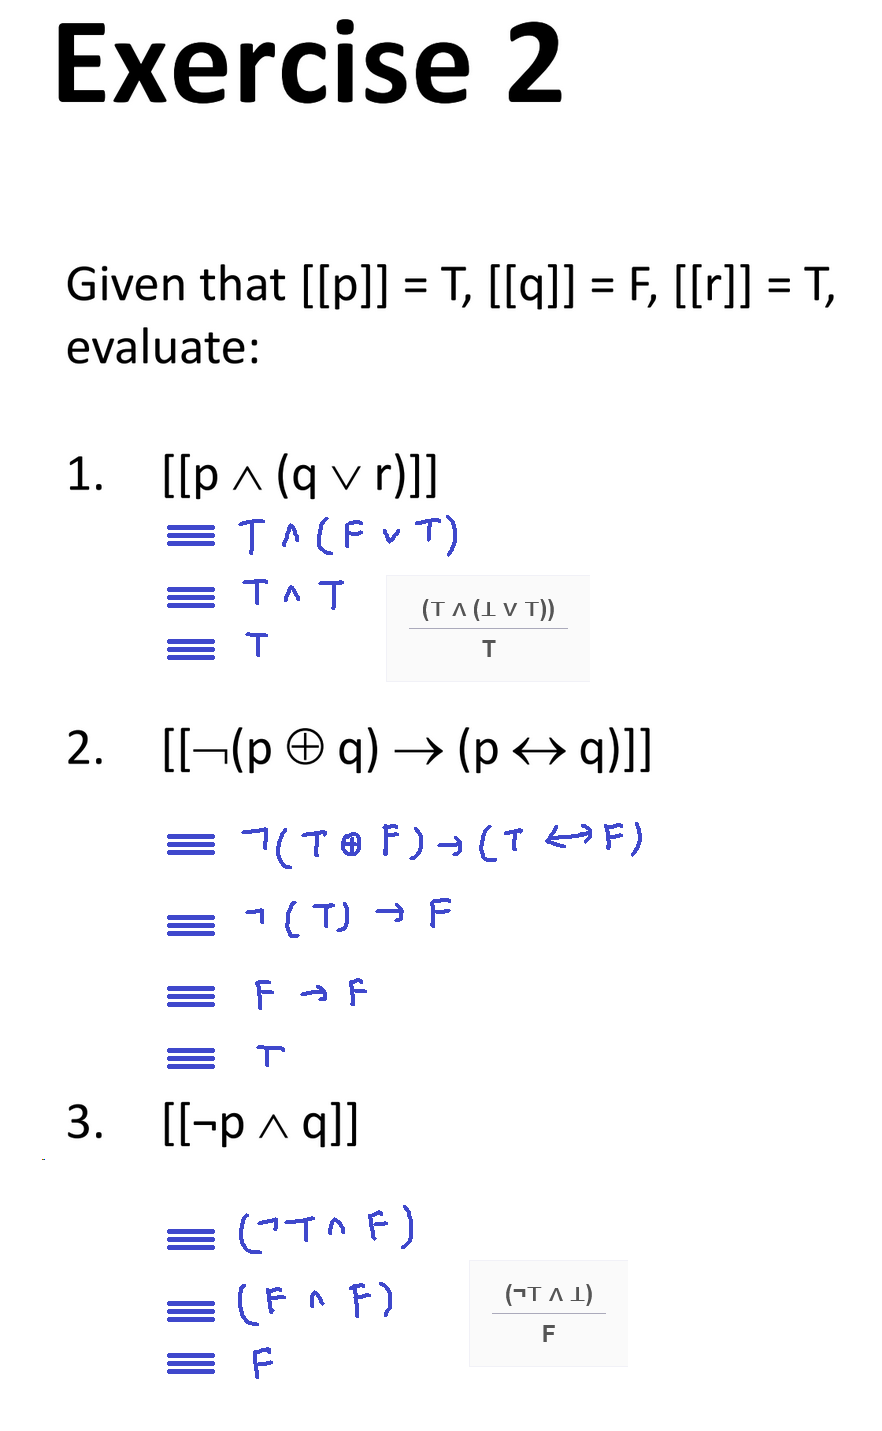 Exercise 2
Given that [[p]] = T, [[q]] = F, [[r]] = T,
evaluate:
1. [[p ∧ (q ∨ r)]]
≡ T ∧ (F ∨ T)
≡ T ∧ T
≡ T
(⊤ ∧ (⊥ ∨ ⊤))
T
2. [[¬(p ⊕ q) → (p ↔ q)]]
≡ ¬(T ⊕ F) → (T ↔ F)
≡ ¬(T) → F
≡ F → F
≡ T
3. [[¬p ∧ q]]
≡ (¬T ∧ F)
≡ (F ∧ F)
≡ F
(¬⊤ ∧ ⊥)
F